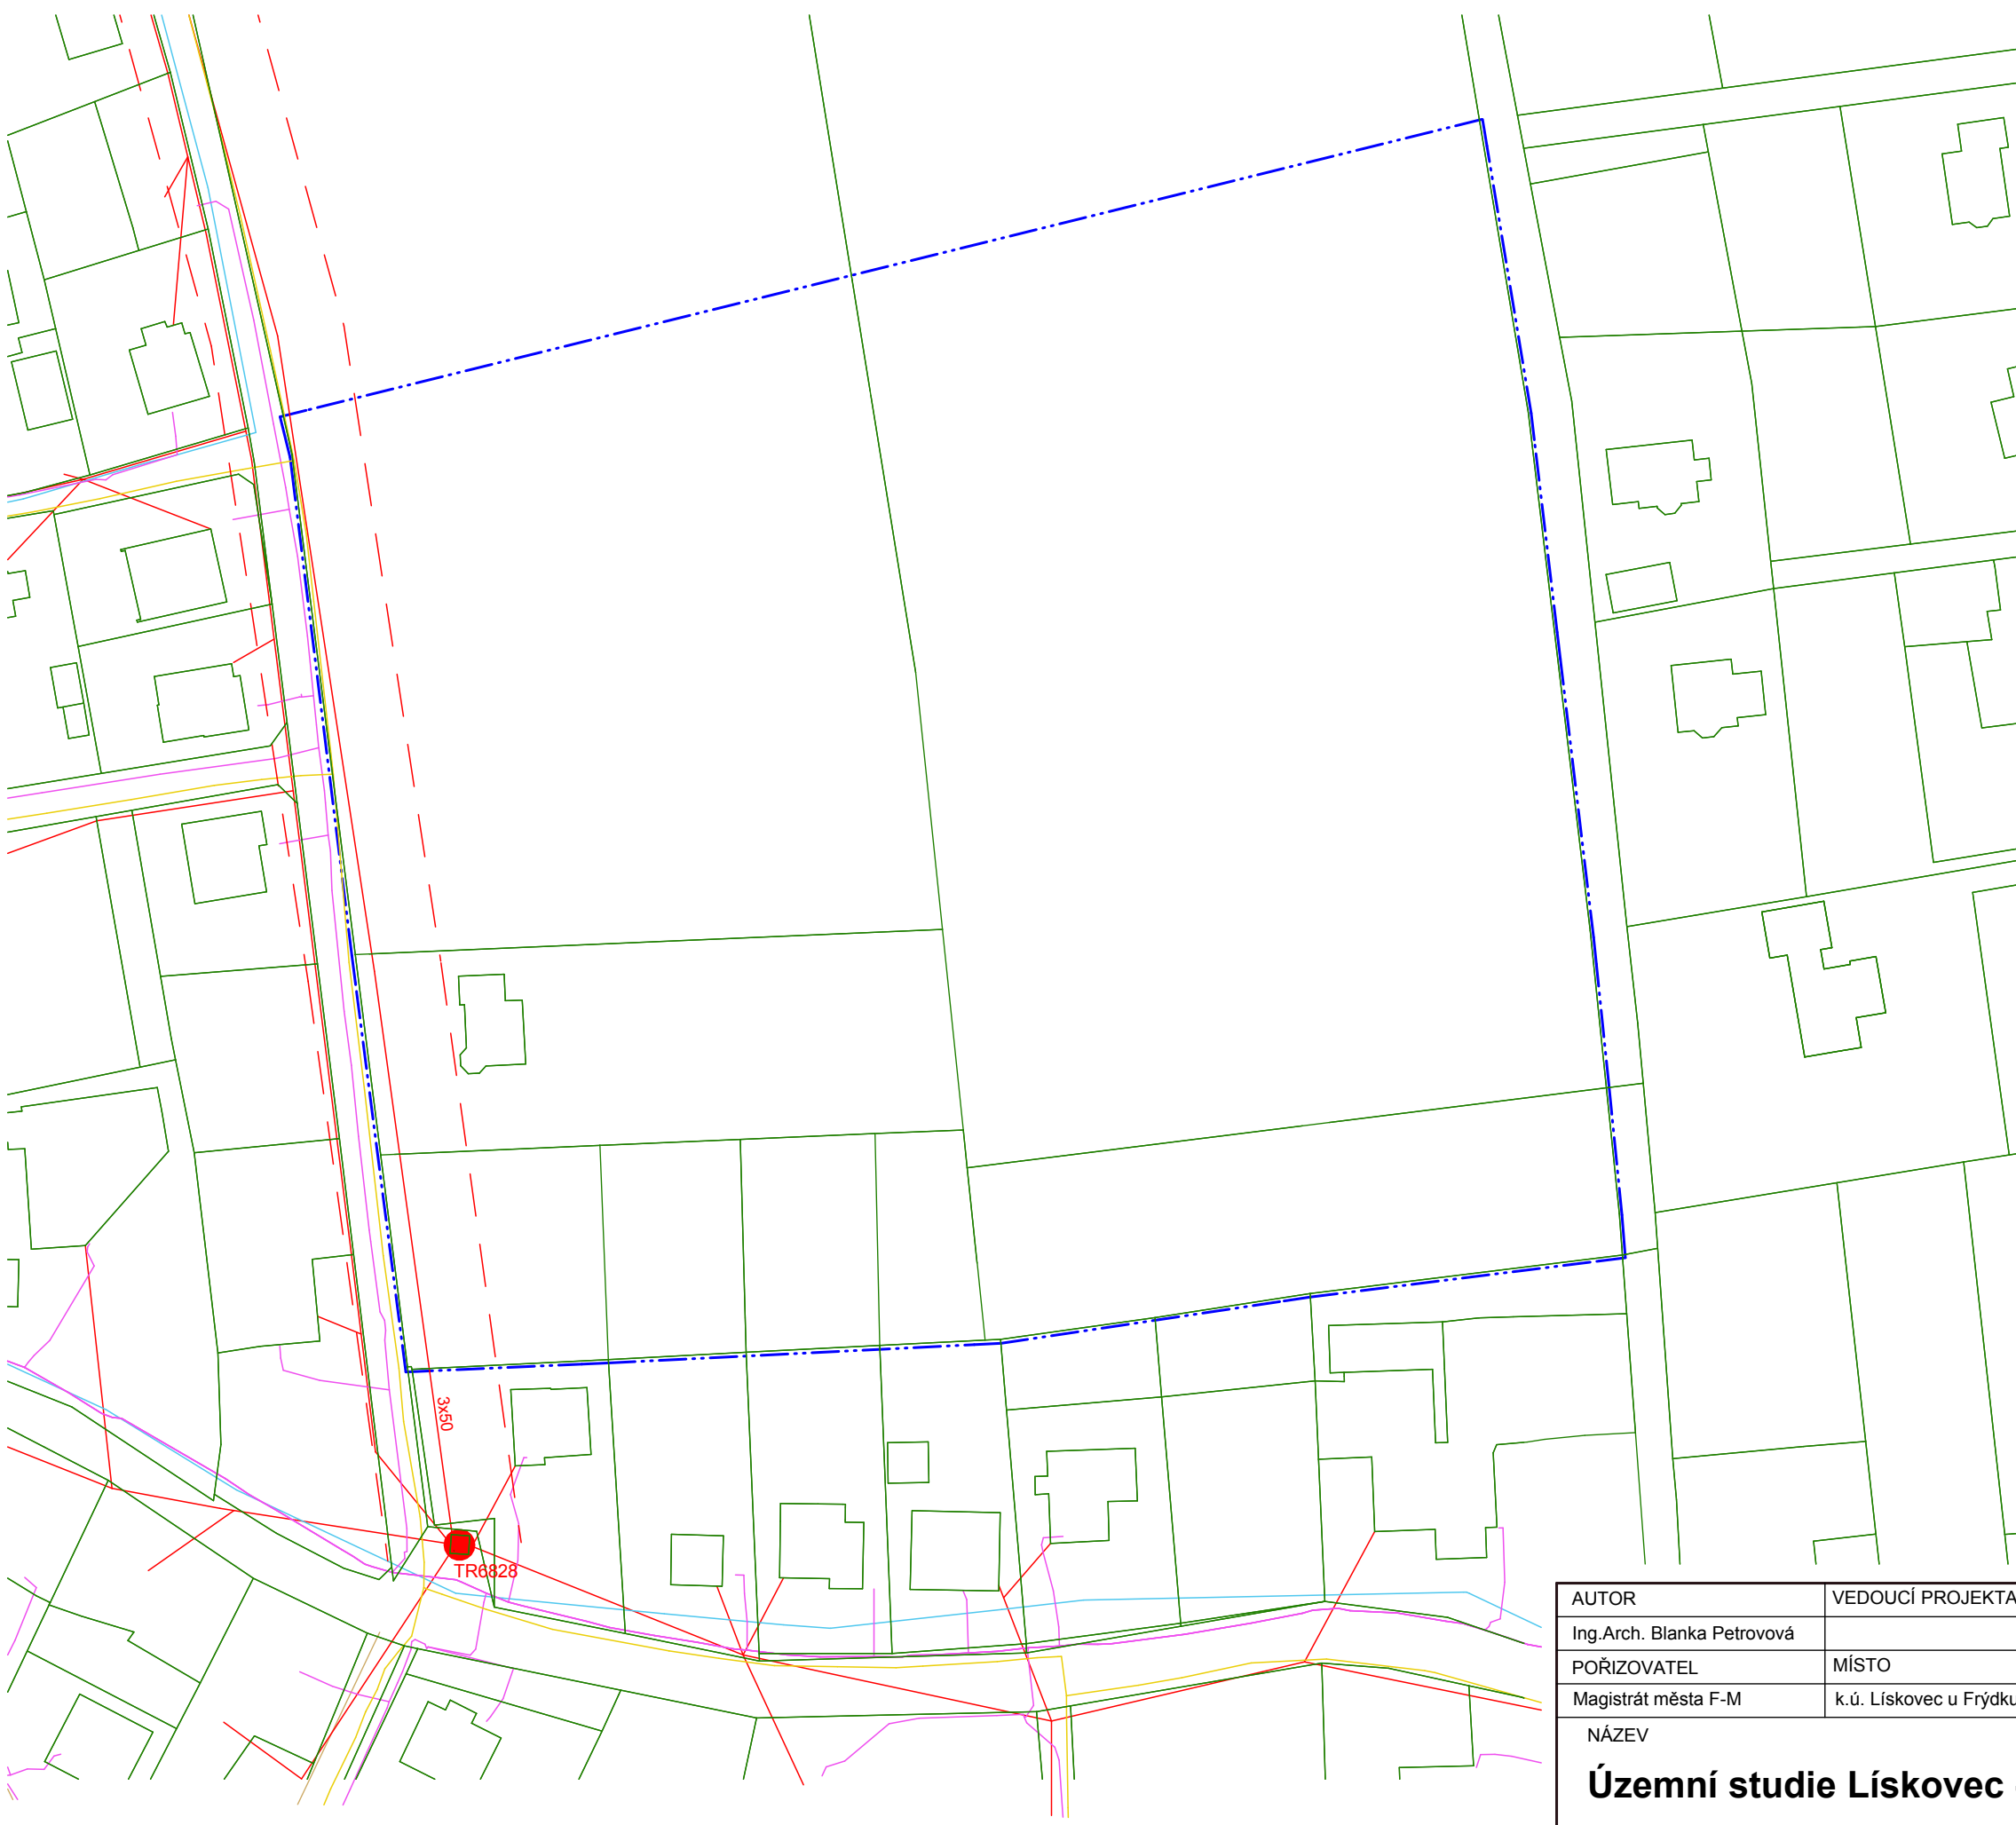 3x50
TR6828
AUTOR
VEDOUCÍ PROJEKTA
Ing.Arch. Blanka Petrovová
POŘIZOVATEL
MÍSTO
Magistrát města F-M
k.ú. Lískovec u Frýdku
NÁZEV
Územní studie Lískovec